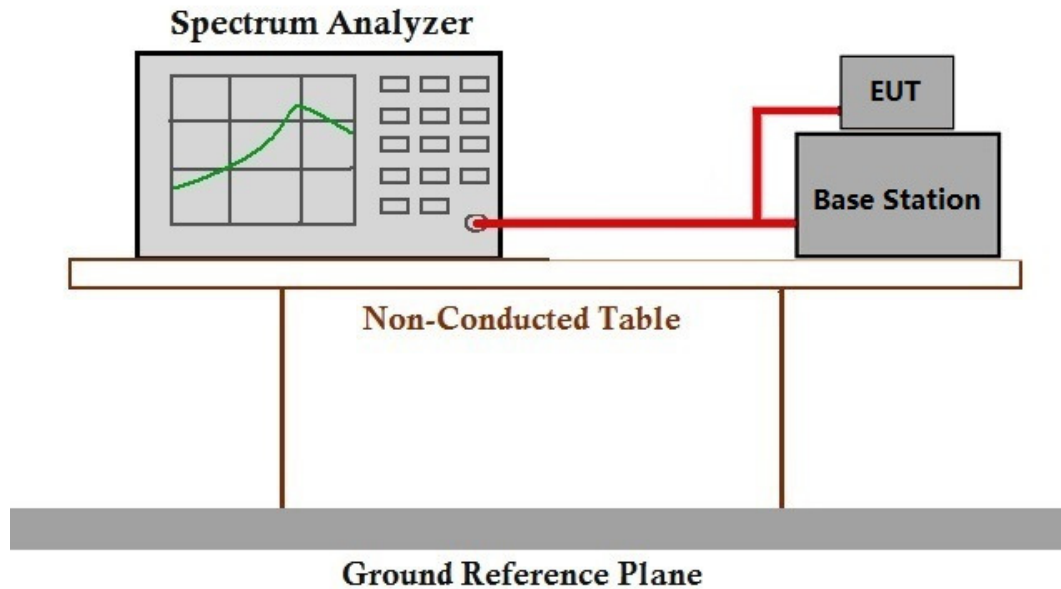 Spectrum Analyzer
EUT
Base Station
Non-Conducted Table
Ground Reference Plane